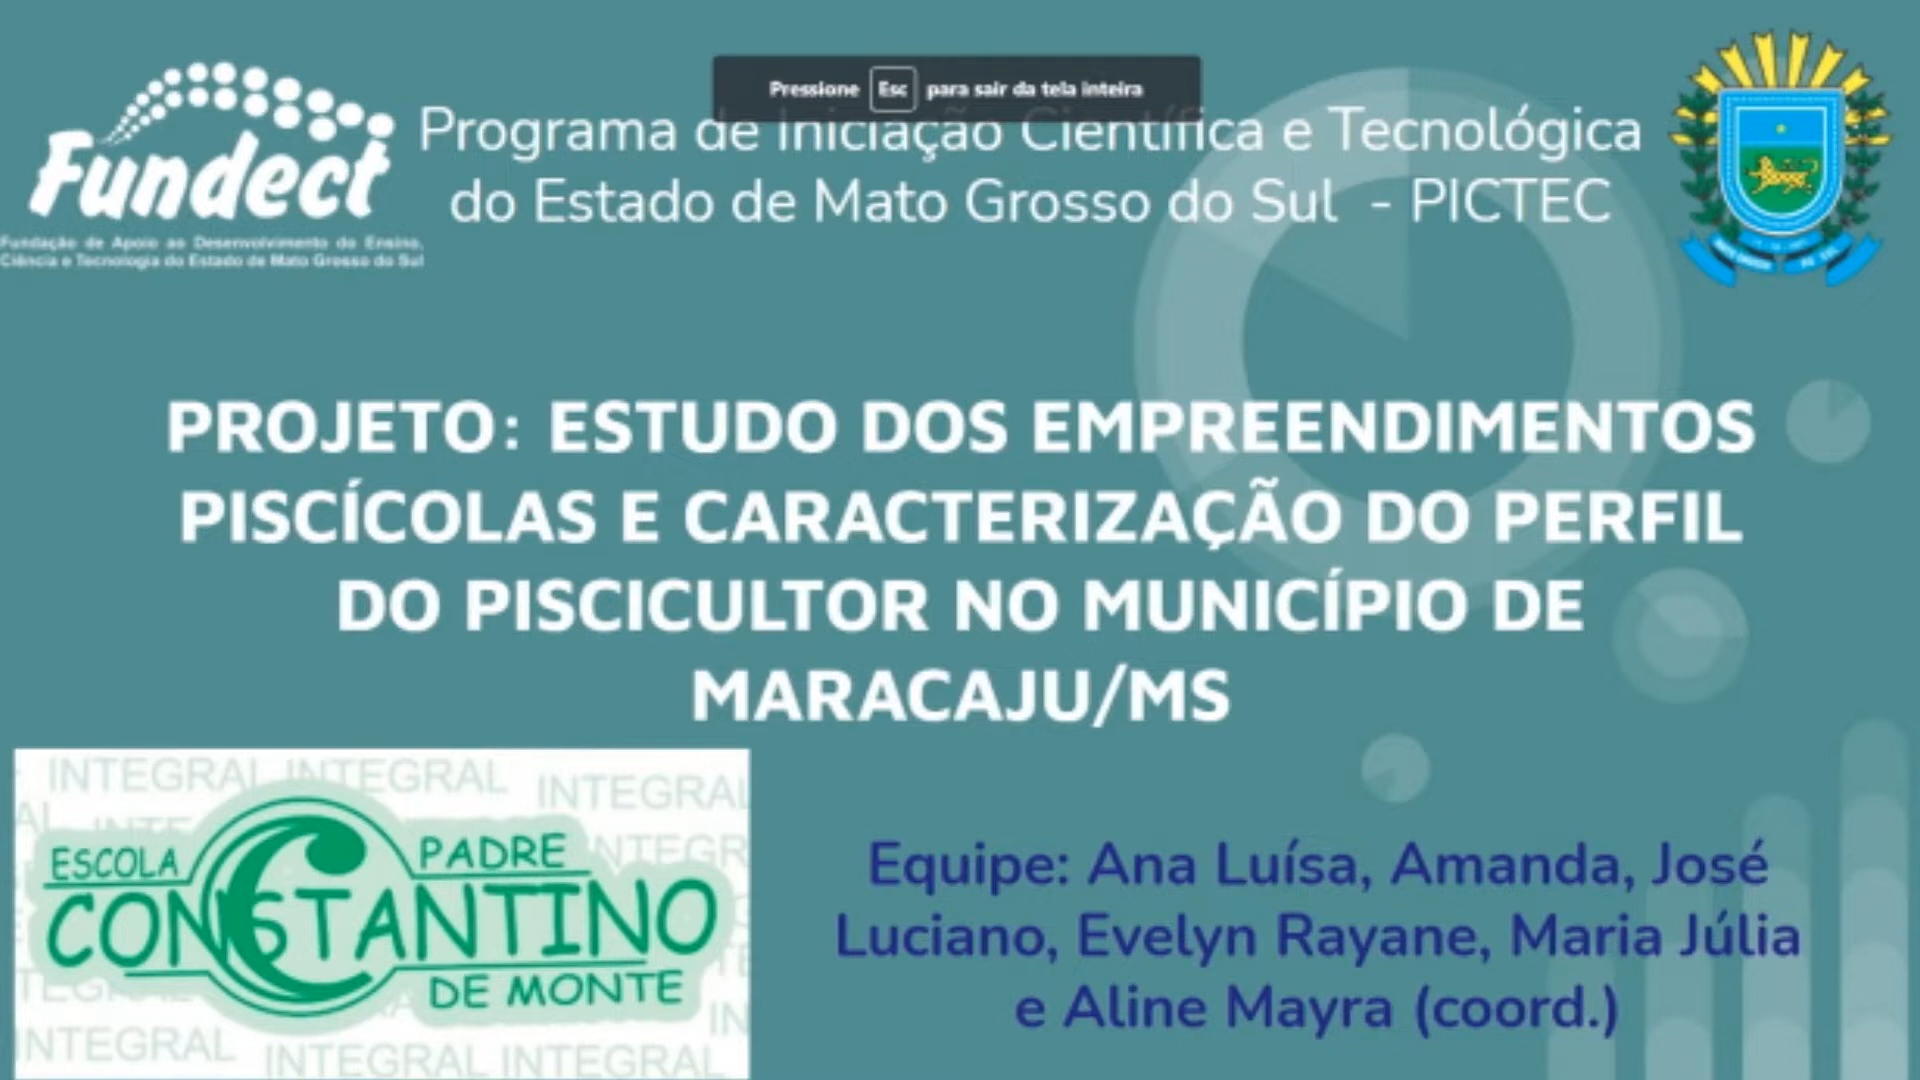 Pressione Esc para sair da tela inteira
Fundect
Fundação de Apoio ao Desenvolvimento do Ensino,
Ciência e Tecnologia do Estado de Mato Grosso do Sul
Programa de Iniciação Científica e Tecnológica
do Estado de Mato Grosso do Sul - PICTEC
PROJETO: ESTUDO DOS EMPREENDIMENTOS
PISCÍCOLAS E CARACTERIZAÇÃO DO PERFIL
DO PISCICULTOR NO MUNICÍPIO DE
MARACAJU/MS
INTEGRAL INTEGRAL INTEGRAL
ESCOLA PADRE
CONSTANTINO
DE MONTE
INTEGRAL INTEGRAL INTEGRAL
Equipe: Ana Luísa, Amanda, José
Luciano, Evelyn Rayane, Maria Júlia
e Aline Mayra (coord.)